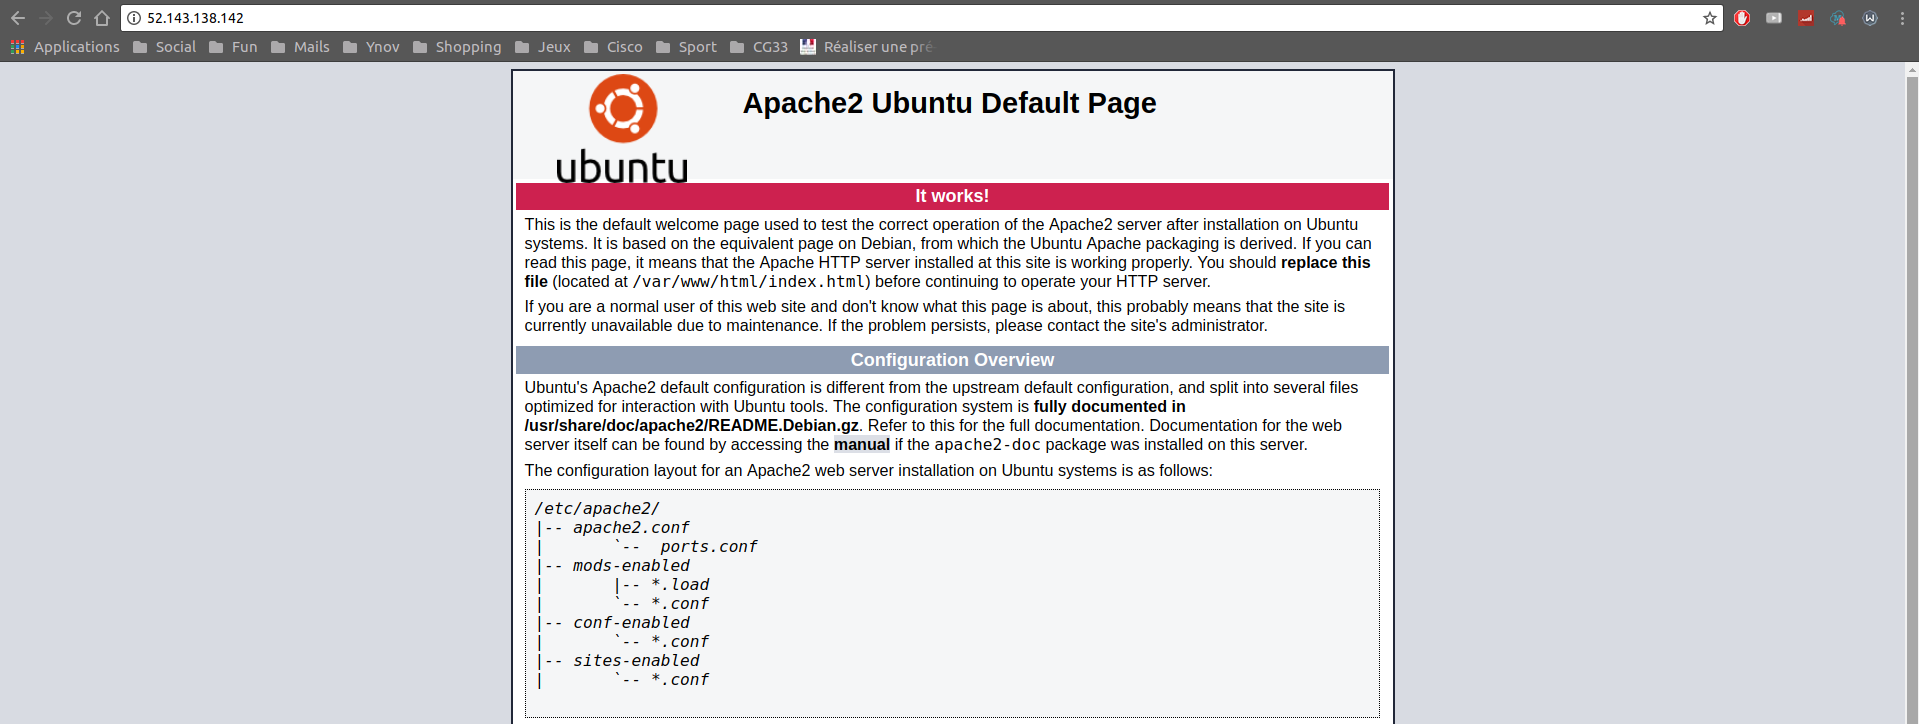 52.143.138.142
Applications Social Fun Mails Ynov Shopping Jeux Cisco Sport CG33 Réaliser une pré
ubuntu
Apache2 Ubuntu Default Page
It works!
This is the default welcome page used to test the correct operation of the Apache2 server after installation on Ubuntu
systems. It is based on the equivalent page on Debian, from which the Ubuntu Apache packaging is derived. If you can
read this page, it means that the Apache HTTP server installed at this site is working properly. You should replace this
file (located at /var/www/html/index.html) before continuing to operate your HTTP server.
If you are a normal user of this web site and don't know what this page is about, this probably means that the site is
currently unavailable due to maintenance. If the problem persists, please contact the site's administrator.
Configuration Overview
Ubuntu's Apache2 default configuration is different from the upstream default configuration, and split into several files
optimized for interaction with Ubuntu tools. The configuration system is fully documented in
/usr/share/doc/apache2/README.Debian.gz. Refer to this for the full documentation. Documentation for the web
server itself can be found by accessing the manual if the apache2-doc package was installed on this server.
The configuration layout for an Apache2 web server installation on Ubuntu systems is as follows:
/etc/apache2/
|-- apache2.conf
|       `--  ports.conf
|-- mods-enabled
|       |-- *.load
|       `-- *.conf
|-- conf-enabled
|       `-- *.conf
|-- sites-enabled
|       `-- *.conf